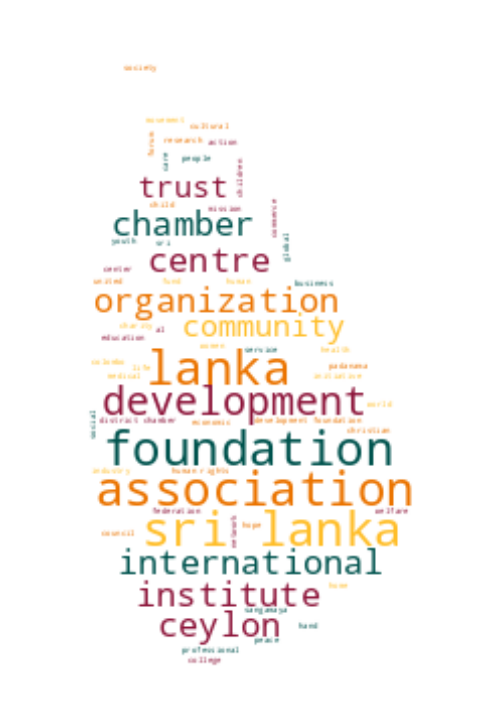 society
movement
cultural
forum
research
action
care
people
children
trust
child
mission
commerce
chamber
youth
sri
global
centre
center
united
fund
human
business
organization
charity
al
community
education
women
service
health
colombo
life
lanka
padanama
medical
initiative
development
world
social
district chamber
economic
development foundation
christian
foundation
industry
human rights
association
federation
welfare
council
sri lanka
network
hope
international
home
institute
sangamaya
ceylon
hand
peace
professional
college